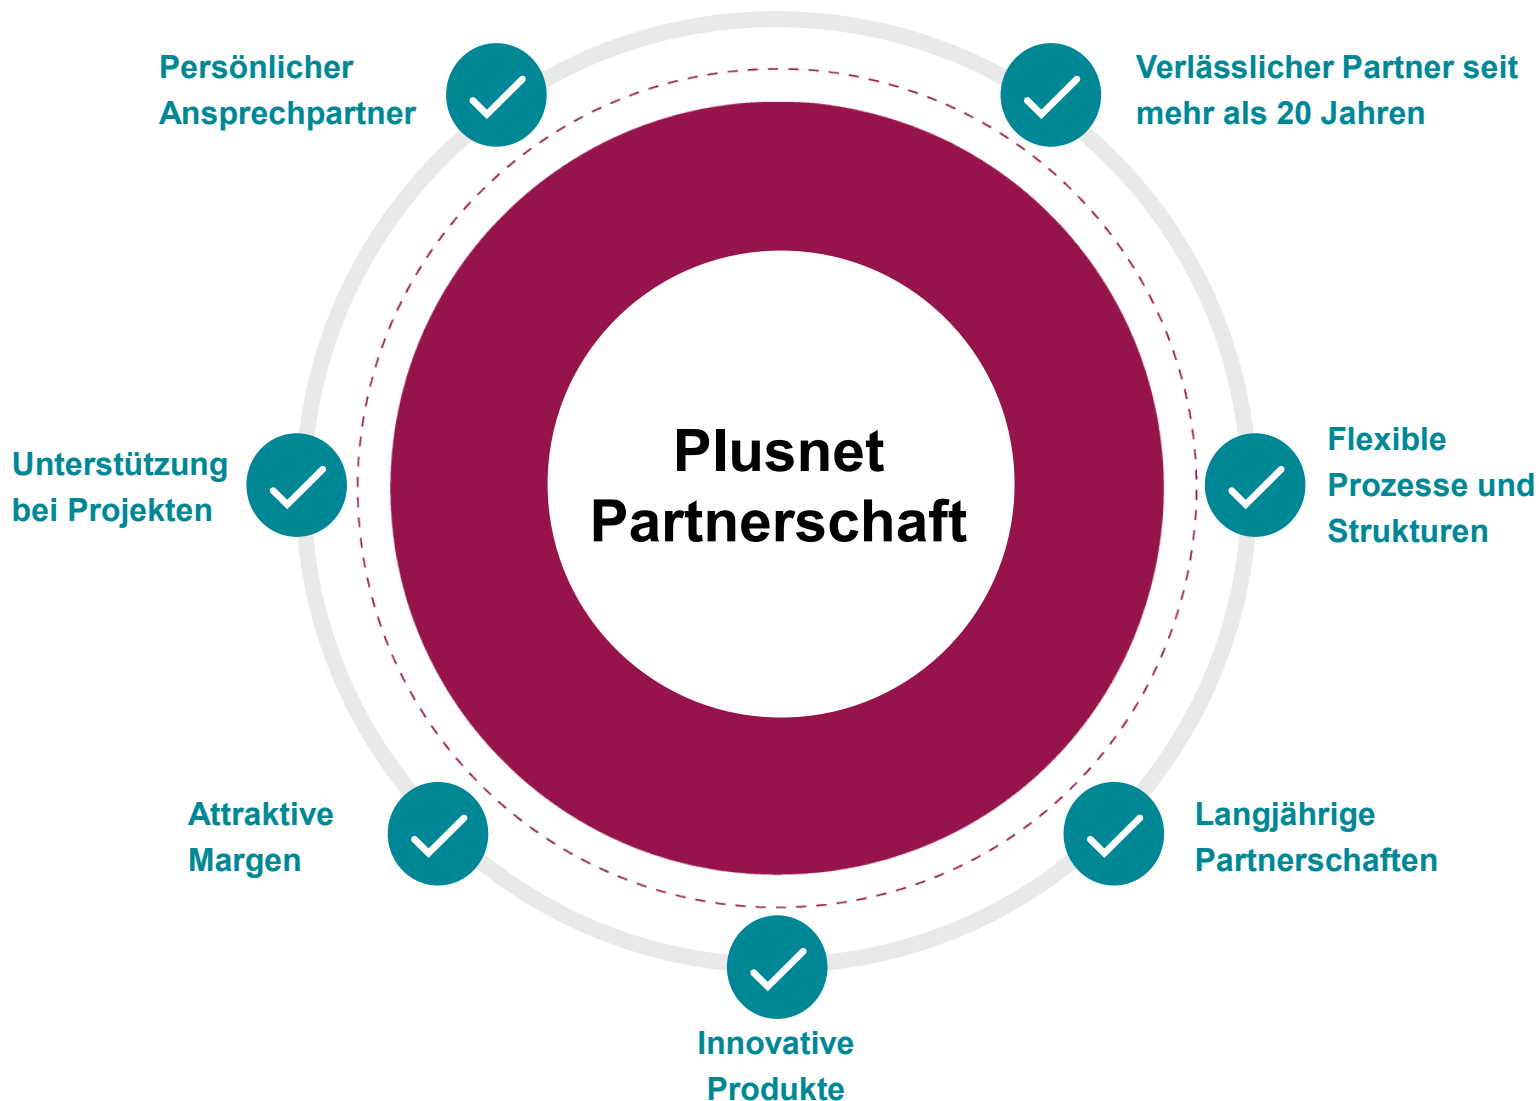 Persönlicher
Ansprechpartner
Verlässlicher Partner seit
mehr als 20 Jahren
Unterstützung
bei Projekten
Plusnet
Partnerschaft
Flexible
Prozesse und
Strukturen
Attraktive
Margen
Langjährige
Partnerschaften
Innovative
Produkte